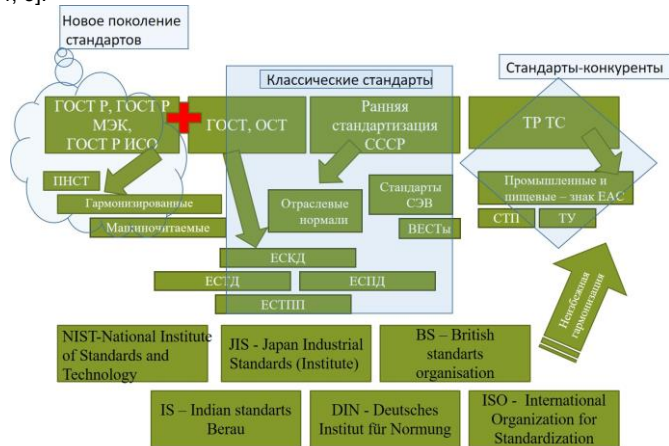 Новое поколение
стандартов
Классические стандарты
Стандарты-конкуренты
ГОСТ Р, ГОСТ Р
МЭК,
ГОСТ Р ИСО
ГОСТ, ОСТ
Ранняя
стандартизация
СССР
ТР ТС
ПНСТ
Гармонизированные
Машиночитаемые
Отраслевые
нормали
Стандарты
СЭВ
ВЕСТы
Промышленные и
пищевые – знак ЕАС
СТП
ТУ
ЕСКД
ЕСТД
ЕСПД
ЕСТПП
Неизбежная
гармонизация
NIST-National Institute
of Standards and
Technology
JIS - Japan Industrial
Standards (Institute)
BS – British
standarts
organisation
IS – Indian standarts
Berau
DIN - Deutsches
Institut für Normung
ISO - International
Organization for
Standardization